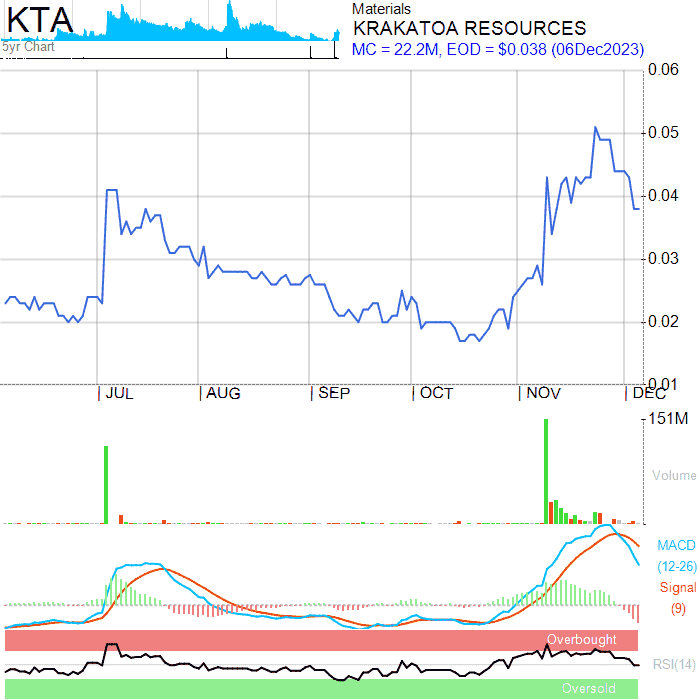 KTA
5yr Chart
Materials
KRAKATOA RESOURCES
MC = 22.2M, EOD = $0.038 (06Dec2023)
0.06
0.05
0.04
0.03
0.02
0.01
JUL AUG SEP OCT NOV DEC
151M
Volume
MACD
(12-26)
Signal
(9)
Overbought
RSI(14)
Oversold